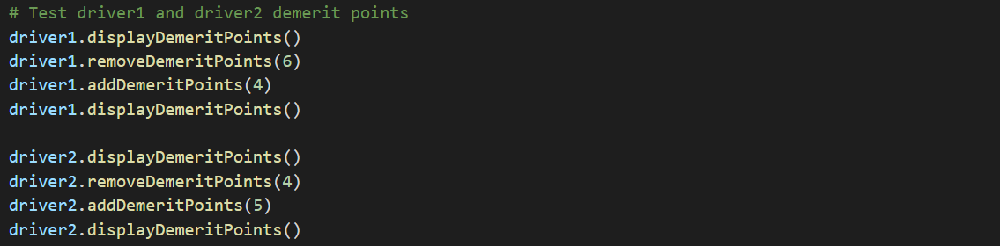 # Test driver1 and driver2 demerit points
driver1.displayDemeritPoints()
driver1.removeDemeritPoints(6)
driver1.addDemeritPoints(4)
driver1.displayDemeritPoints()
driver2.displayDemeritPoints()
driver2.removeDemeritPoints(4)
driver2.addDemeritPoints(5)
driver2.displayDemeritPoints()